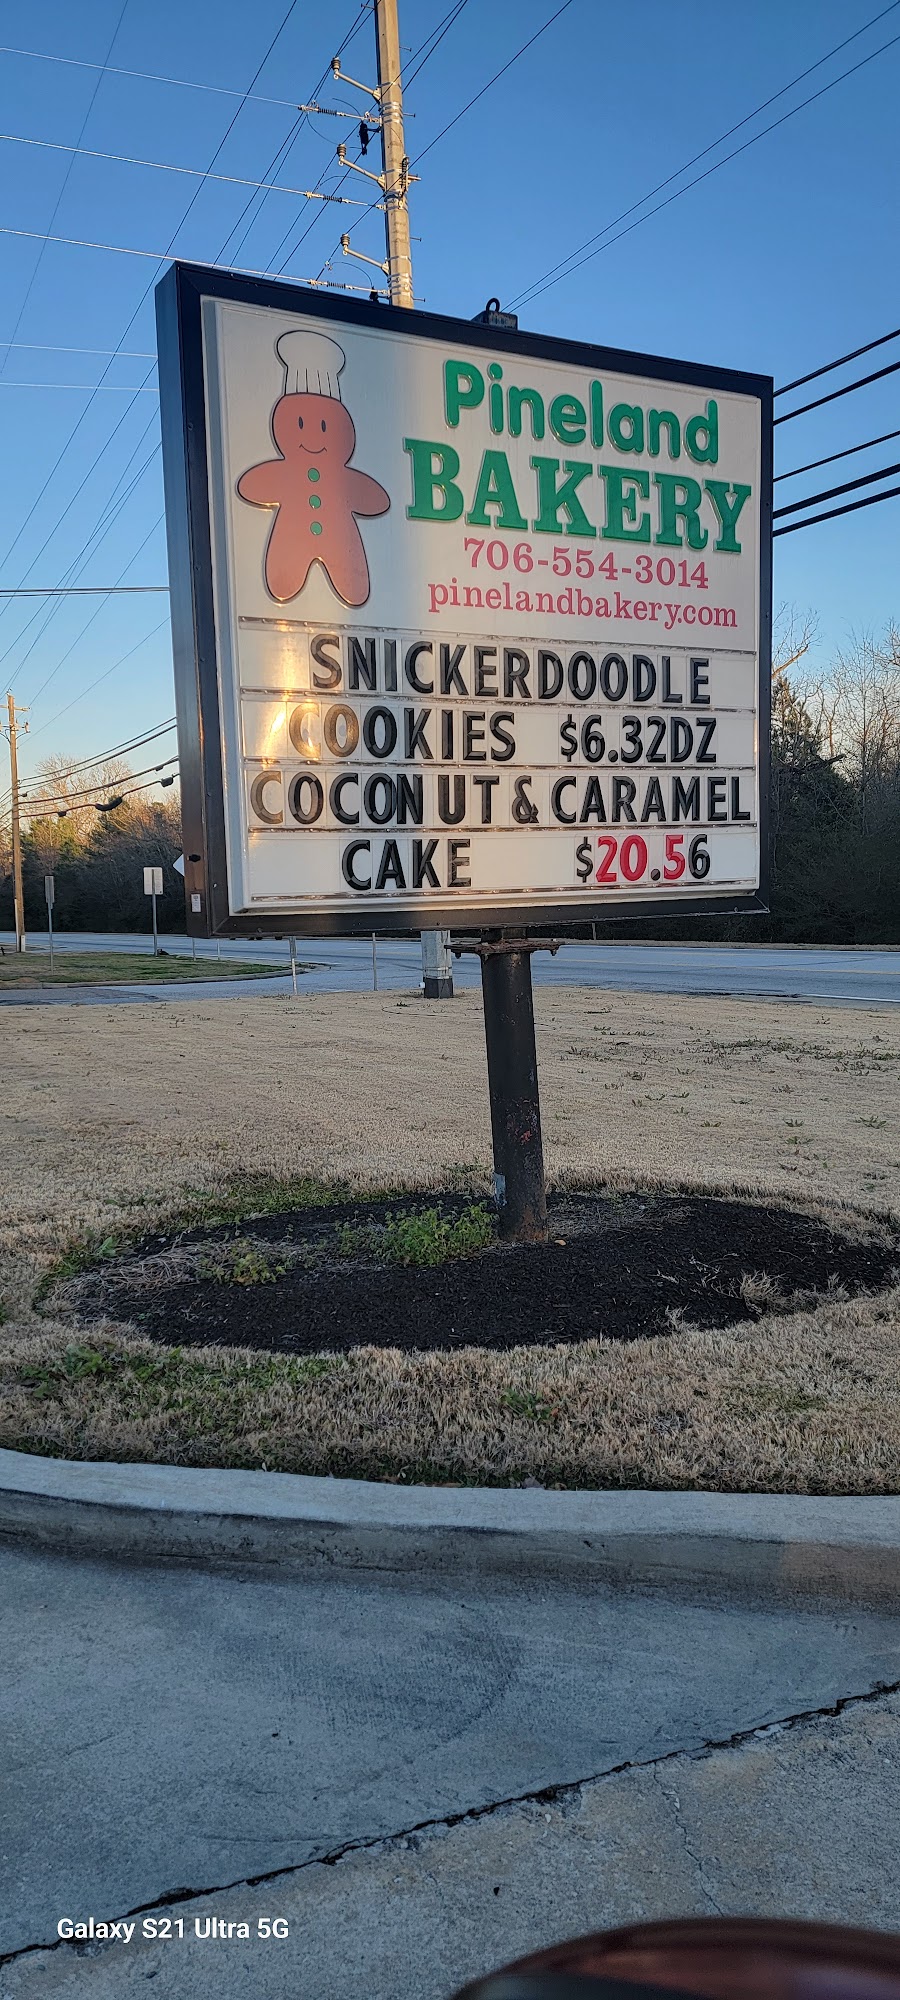 Pineland
BAKERY
706-554-3014
pinelandbakery.com
SNICKERDOODLE
COOKIES $6.32DZ
COCONUT & CARAMEL
CAKE $20.56
Galaxy S21 Ultra 5G